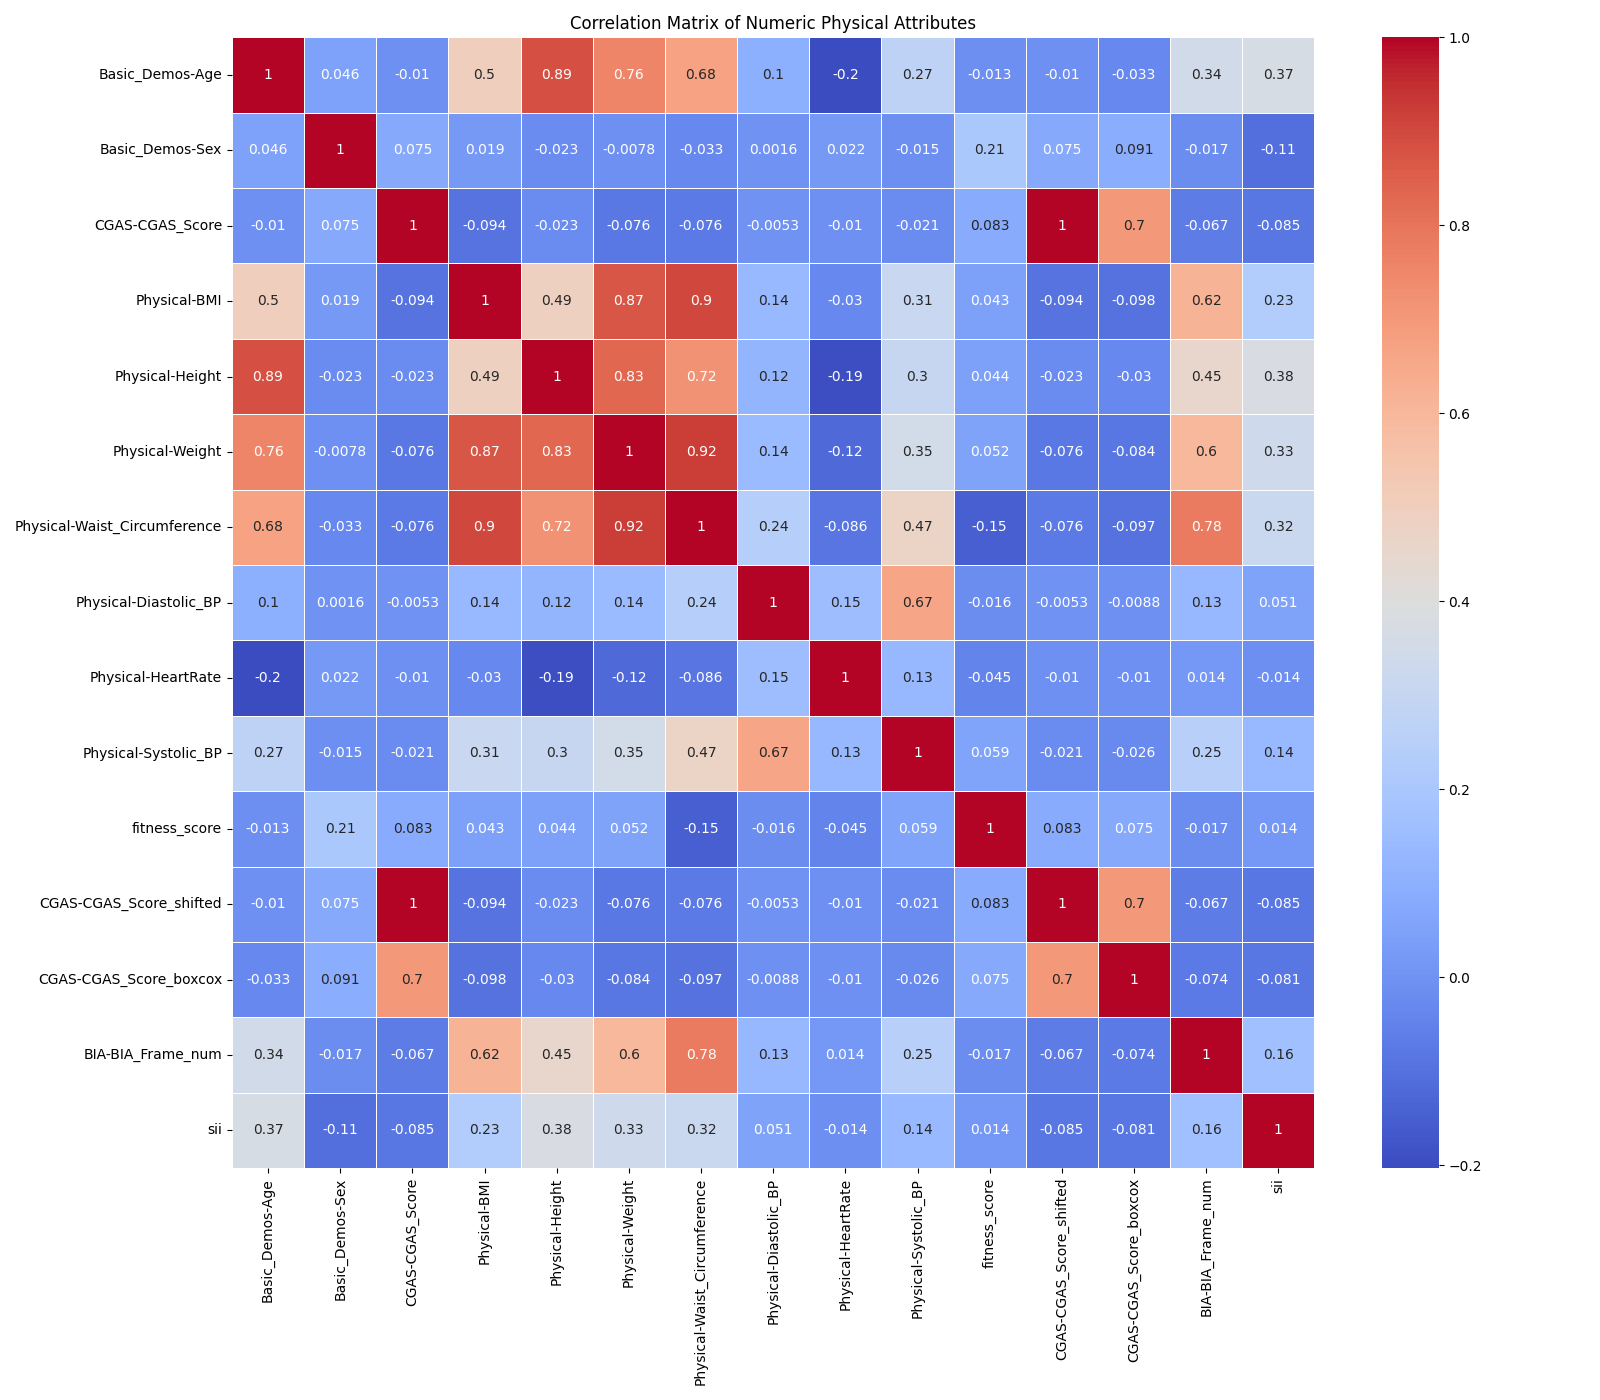 Correlation Matrix of Numeric Physical Attributes
Basic_Demos-Age 1 0.046 -0.01 0.5 0.89 0.76 0.68 0.1 -0.2 0.27 -0.013 -0.01 -0.033 0.34 0.37
Basic_Demos-Sex 0.046 1 0.075 0.019 -0.023 -0.0078 -0.033 0.0016 0.022 -0.015 0.21 0.075 0.091 -0.017 -0.11
CGAS-CGAS_Score -0.01 0.075 1 -0.094 -0.023 -0.076 -0.076 -0.0053 -0.01 -0.021 0.083 1 0.7 -0.067 -0.085
Physical-BMI 0.5 0.019 -0.094 1 0.49 0.87 0.9 0.14 -0.03 0.31 0.043 -0.094 -0.098 0.62 0.23
Physical-Height 0.89 -0.023 -0.023 0.49 1 0.83 0.72 0.12 -0.19 0.3 0.044 -0.023 -0.03 0.45 0.38
Physical-Weight 0.76 -0.0078 -0.076 0.87 0.83 1 0.92 0.14 -0.12 0.35 0.052 -0.076 -0.084 0.6 0.33
Physical-Waist_Circumference 0.68 -0.033 -0.076 0.9 0.72 0.92 1 0.24 -0.086 0.47 -0.15 -0.076 -0.097 0.78 0.32
Physical-Diastolic_BP 0.1 0.0016 -0.0053 0.14 0.12 0.14 0.24 1 0.15 0.67 -0.016 -0.0053 -0.0088 0.13 0.051
Physical-HeartRate -0.2 0.022 -0.01 -0.03 -0.19 -0.12 -0.086 0.15 1 0.13 -0.045 -0.01 -0.01 0.014 -0.014
Physical-Systolic_BP 0.27 -0.015 -0.021 0.31 0.3 0.35 0.47 0.67 0.13 1 0.059 -0.021 -0.026 0.25 0.14
fitness_score -0.013 0.21 0.083 0.043 0.044 0.052 -0.15 -0.016 -0.045 0.059 1 0.083 0.075 -0.017 0.014
CGAS-CGAS_Score_shifted -0.01 0.075 1 -0.094 -0.023 -0.076 -0.076 -0.0053 -0.01 -0.021 0.083 1 0.7 -0.067 -0.085
CGAS-CGAS_Score_boxcox -0.033 0.091 0.7 -0.098 -0.03 -0.084 -0.097 -0.0088 -0.01 -0.026 0.075 0.7 1 -0.074 -0.081
BIA-BIA_Frame_num 0.34 -0.017 -0.067 0.62 0.45 0.6 0.78 0.13 0.014 0.25 -0.017 -0.067 -0.074 1 0.16
sii 0.37 -0.11 -0.085 0.23 0.38 0.33 0.32 0.051 -0.014 0.14 0.014 -0.085 -0.081 0.16 1
Basic_Demos-Age
Basic_Demos-Sex
CGAS-CGAS_Score
Physical-BMI
Physical-Height
Physical-Weight
Physical-Waist_Circumference
Physical-Diastolic_BP
Physical-HeartRate
Physical-Systolic_BP
fitness_score
CGAS-CGAS_Score_shifted
CGAS-CGAS_Score_boxcox
BIA-BIA_Frame_num
sii
1.0
0.8
0.6
0.4
0.2
0.0
−0.2